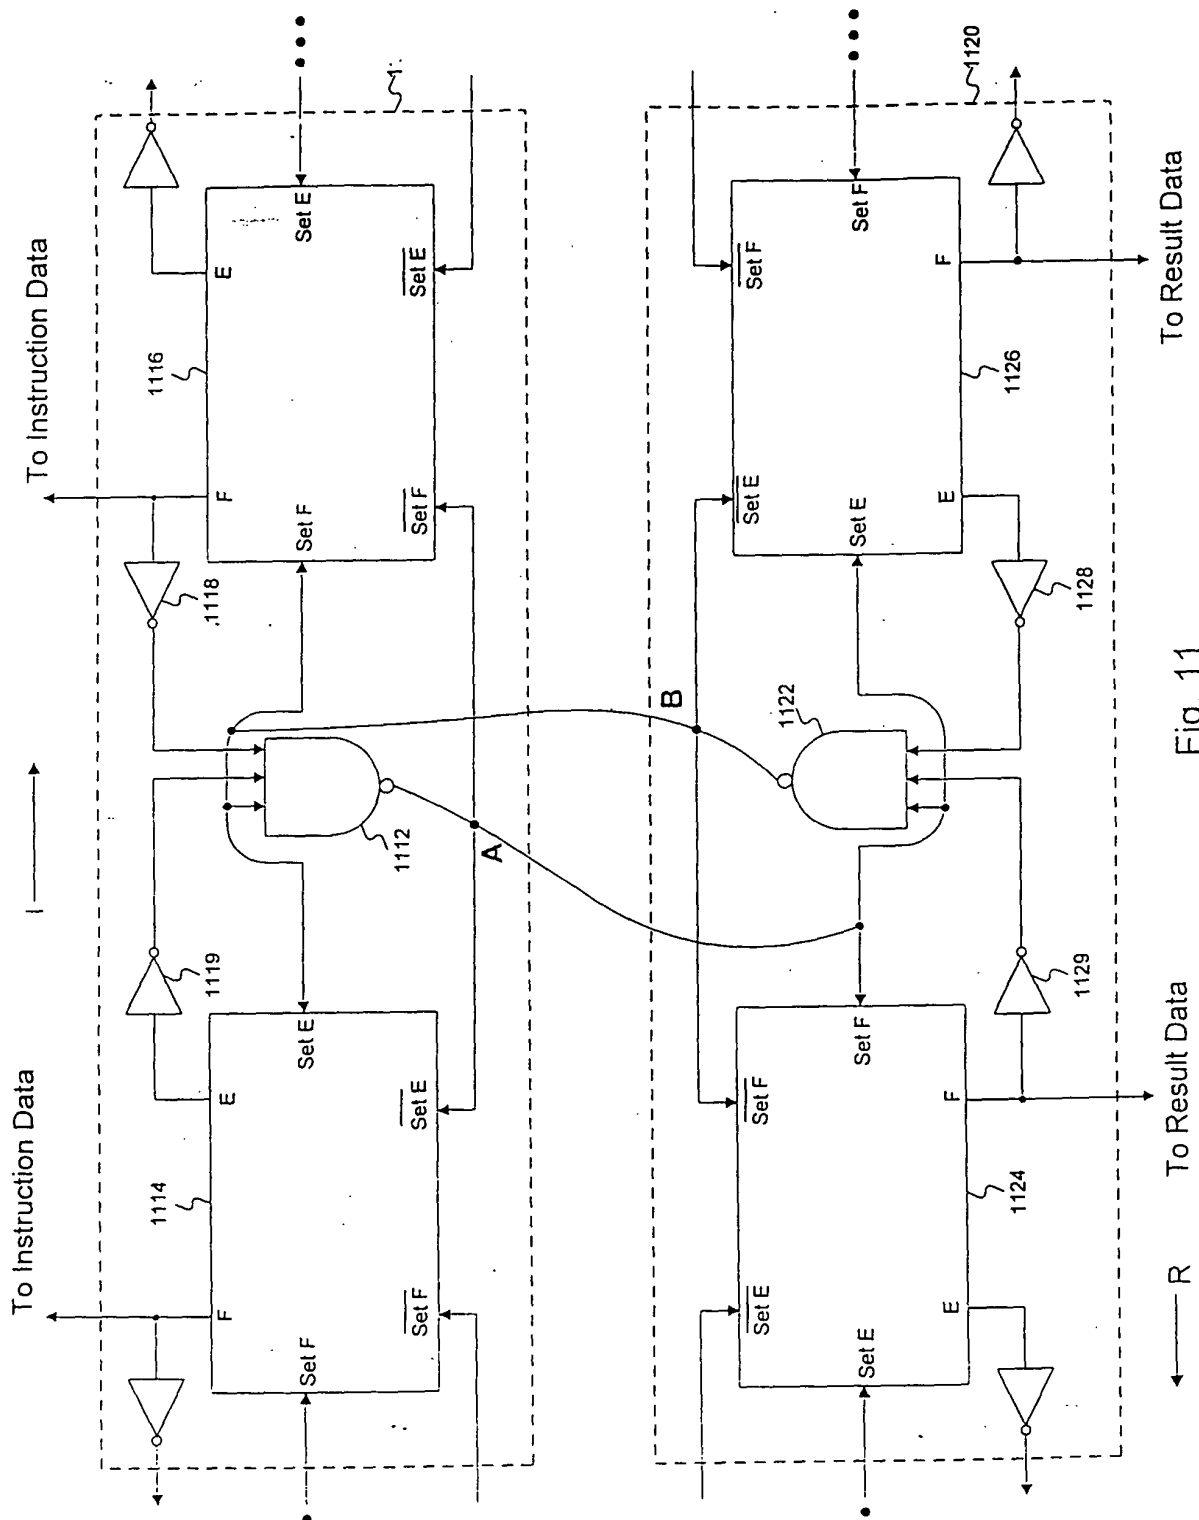 I
To Instruction Data
To Instruction Data
1:
F
E
F
E
1114
1119
1118
1116
Set F
Set E
Set F
Set E
Set F
Set E
Set F
Set E
1112
A
B
1122
1120
Set E
Set F
Set E
Set F
Set E
Set F
Set E
Set F
E
F
E
F
1124
1129
1128
1126
R
To Result Data
To Result Data
Fig. 11